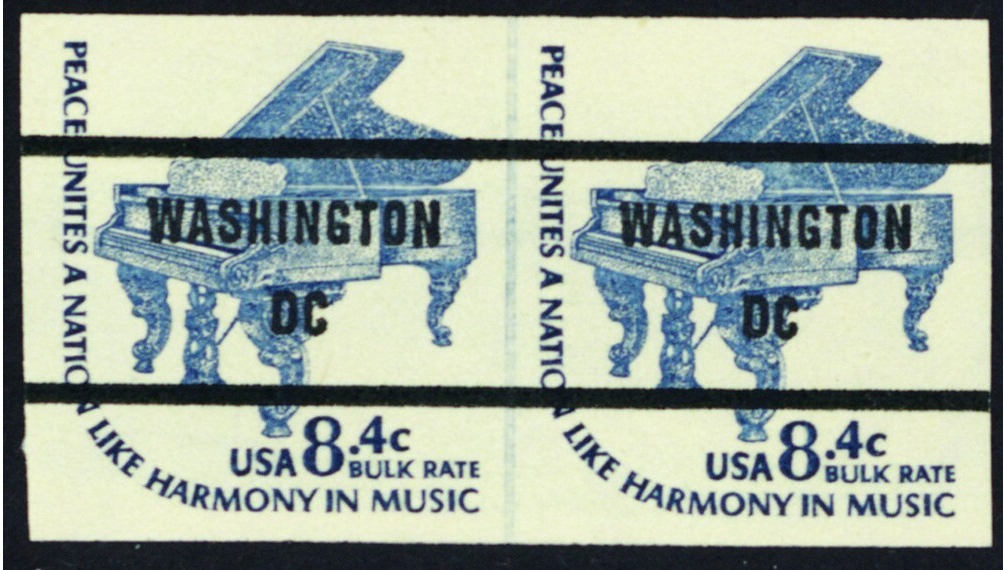 PEACE UNITES A NATION LIKE HARMONY IN MUSIC
WASHINGTON
DC
USA 8.4c
BULK RATE
PEACE UNITES A NATION LIKE HARMONY IN MUSIC
WASHINGTON
DC
USA 8.4c
BULK RATE